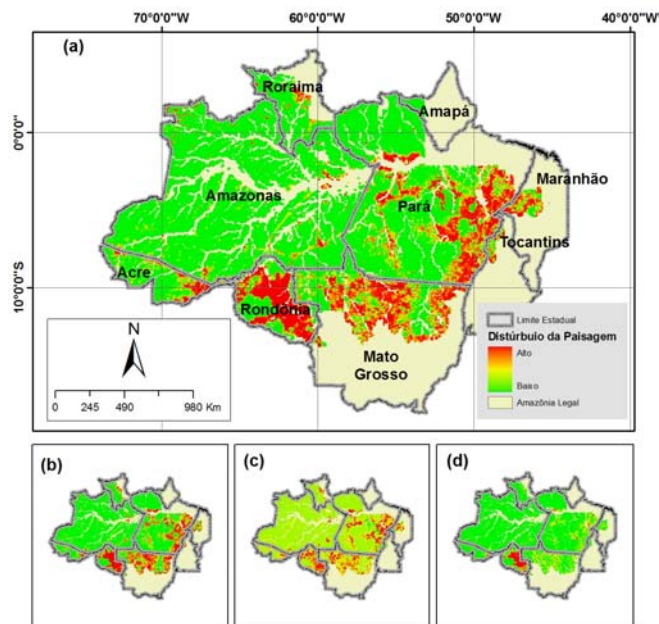 70°0'0"W 60°0'0"W 50°0'0"W 40°0'0"W
(a)
Roraima
Amapá
0°0'0"
Maranhão
Amazonas
Pará
Tocantins
Acre
10°0'0"S
Rondônia
N
Mato
Grosso
0 245 490 980 Km
Limite Estadual
Distúrbuio da Paisagem
Alto
Baixo
Amazônia Legal
(b) (c) (d)